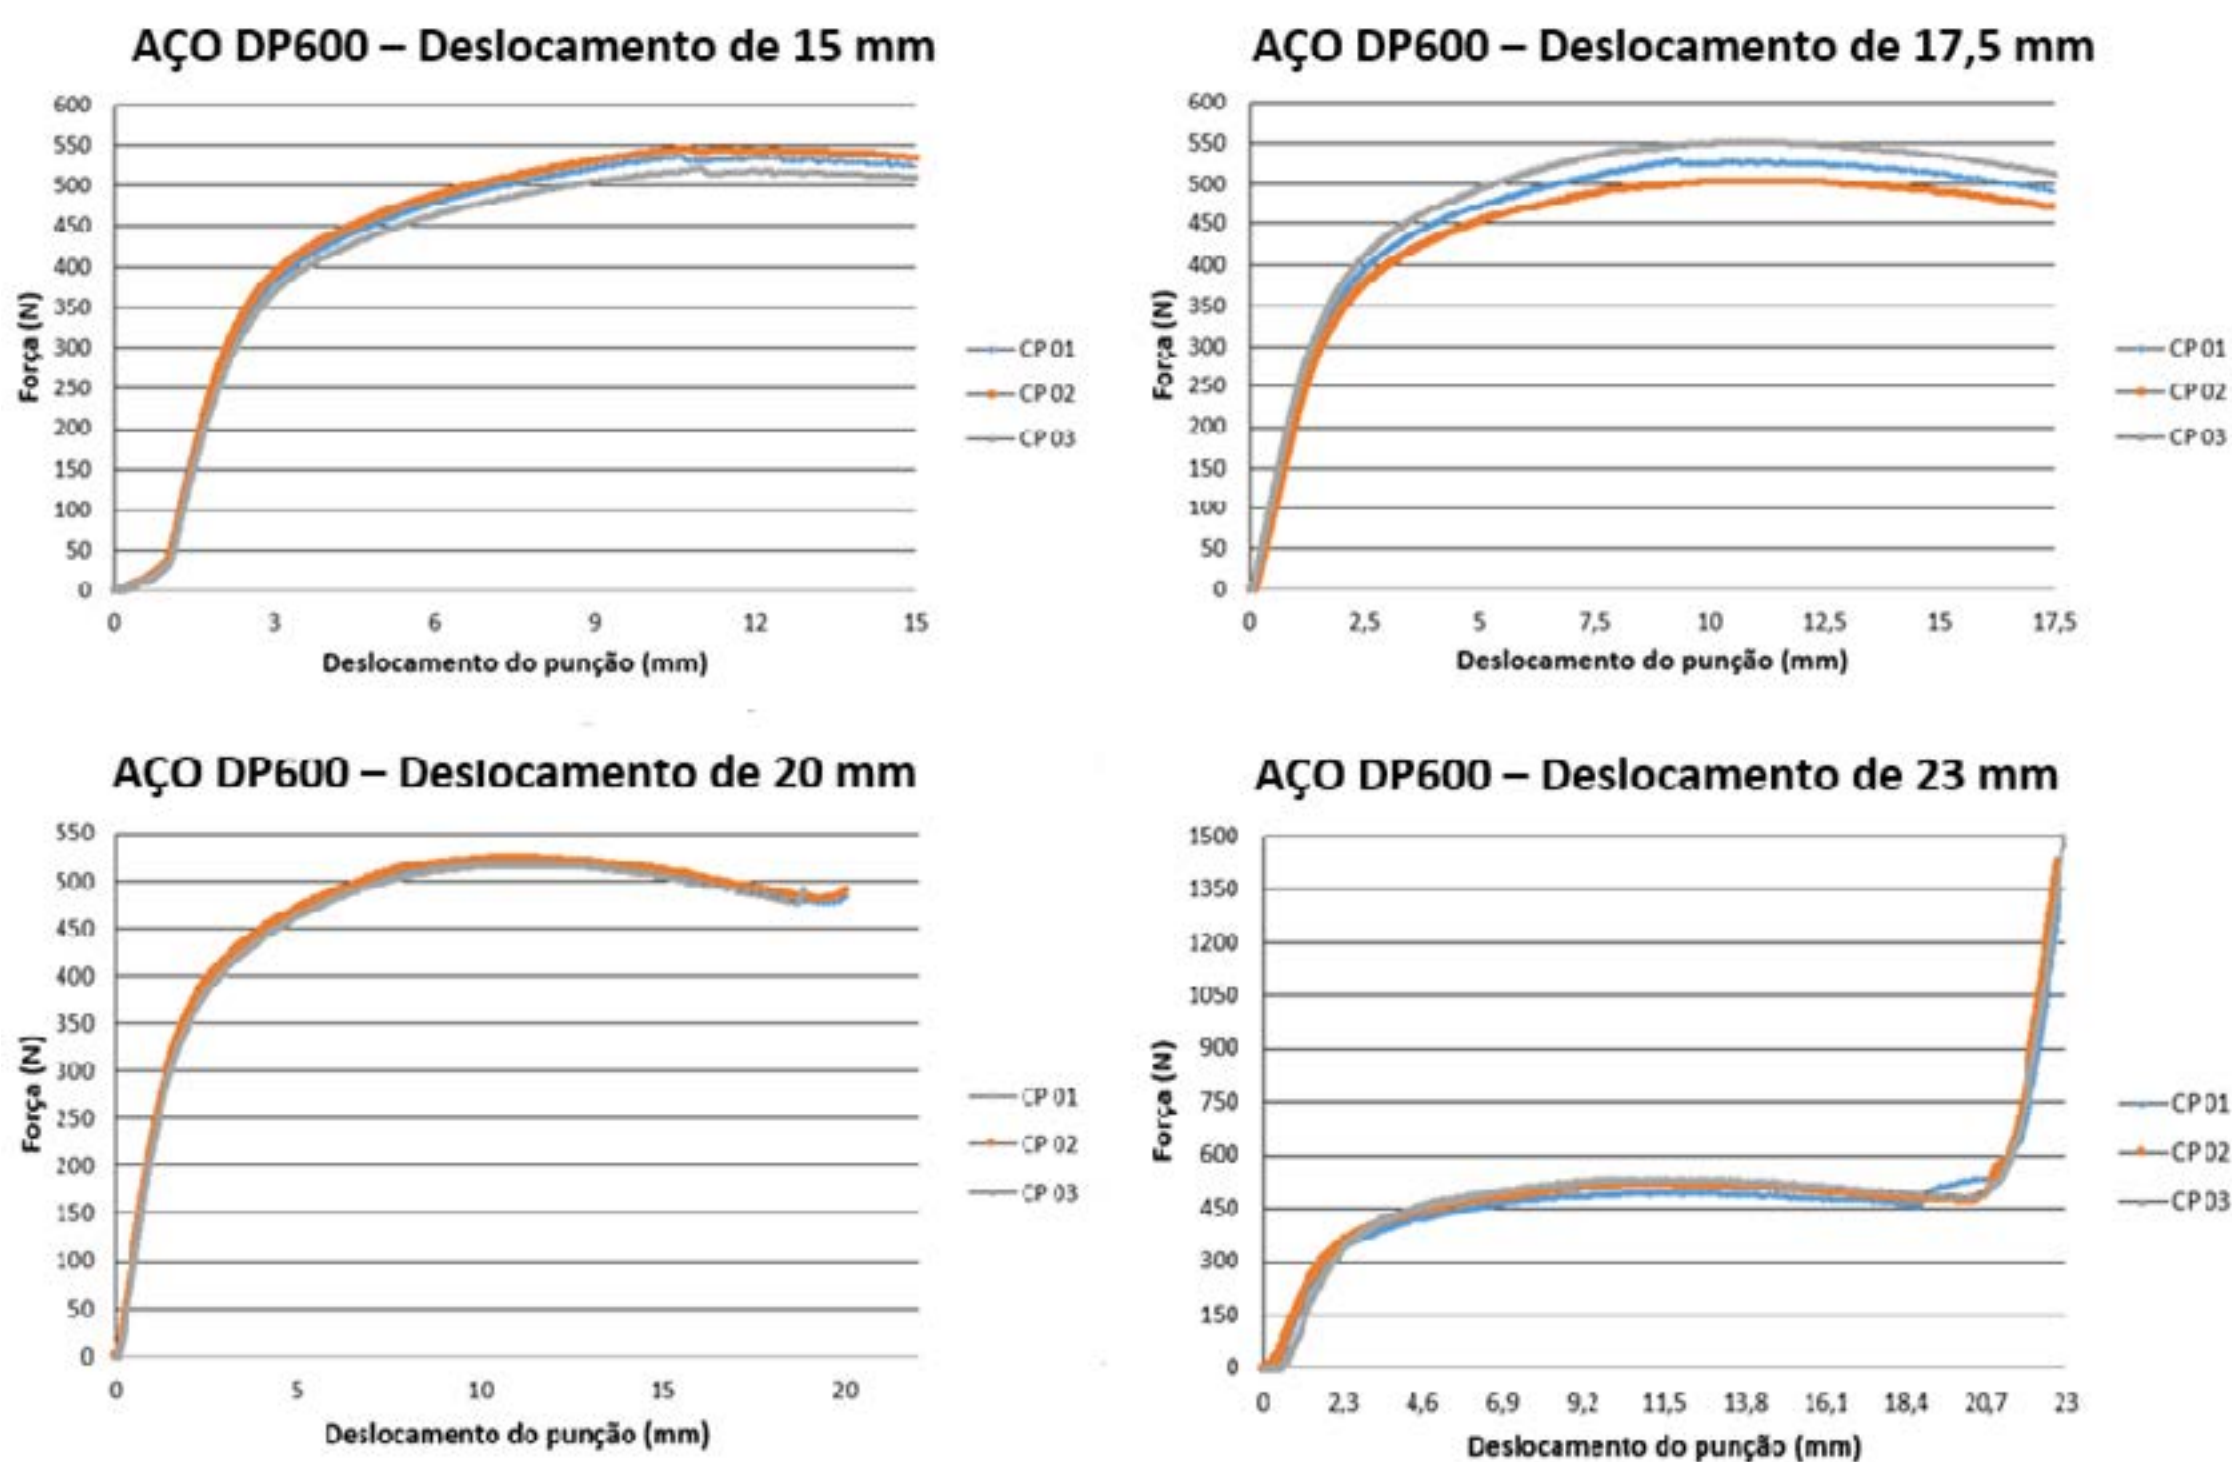 AÇO DP600 – Deslocamento de 15 mm
600
550
500
450
400
350
300
250
200
150
100
50
0
Força (N)
0 3 6 9 12 15
Deslocamento do punção (mm)
CP 01
CP 02
CP 03
AÇO DP600 – Deslocamento de 17,5 mm
600
550
500
450
400
350
300
250
200
150
100
50
0
Força (N)
0 2,5 5 7,5 10 12,5 15 17,5
Deslocamento do punção (mm)
CP 01
CP 02
CP 03
AÇO DP600 – Deslocamento de 20 mm
550
500
450
400
350
300
250
200
150
100
50
0
Força (N)
0 5 10 15 20
Deslocamento do punção (mm)
CP 01
CP 02
CP 03
AÇO DP600 – Deslocamento de 23 mm
1500
1350
1200
1050
900
750
600
450
300
150
0
Força (N)
0 2,3 4,6 6,9 9,2 11,5 13,8 16,1 18,4 20,7 23
Deslocamento do punção (mm)
CP 01
CP 02
CP 03